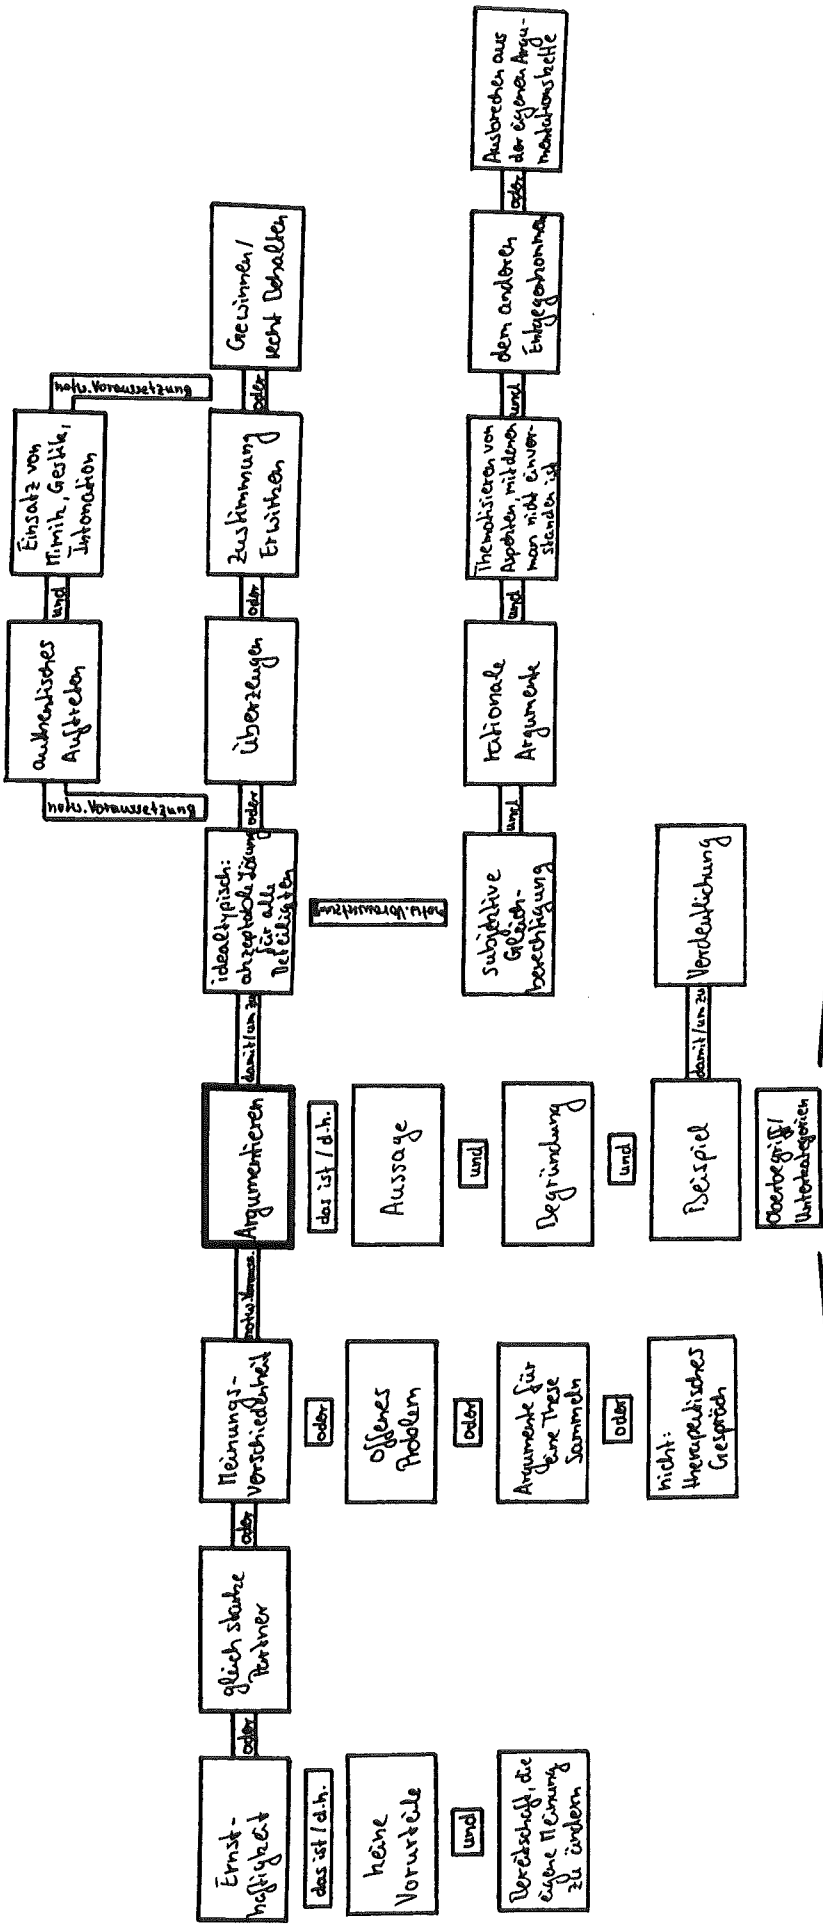 authentisches
Auftreten
und
Einsatz von
Mimik, Gestik,
Intonation
notw. Voraussetzung
notw. Voraussetzung
Ernst-
haftigkeit
oder
gleich starke
Partner
oder
Meinungs-
verschiedenheit
notw. Vorauss.
Argumentieren
damit/um zu
idealtypisch:
akzeptable Lösung
für alle
Beteiligten
oder
Überzeugen
oder
Zustimmung
Erwirken
oder
Gewinnen/
recht behalten
das ist / d.h.
oder
das ist / d.h.
notw. Voraussetzung
keine
Vorurteile
offenes
Problem
Aussage
und
oder
und
subjektive
Gleich-
berechtigung
und
rationale
Argumente
und
Thematisieren von
Aspekten, mit denen
man nicht einver-
standen ist
und
dem anderen
Entgegenkommen
oder
Ausbrechen aus
der eigenen Argu-
mentationskette
Bereitschaft, die
eigene Meinung
zu ändern
Argumente für
eine These
Sammeln
Begründung
oder
und
nicht:
therapeutisches
Gespräch
Beispiel
damit/um zu
Verdeutlichung
Oberbegriff/
Unterkategorien